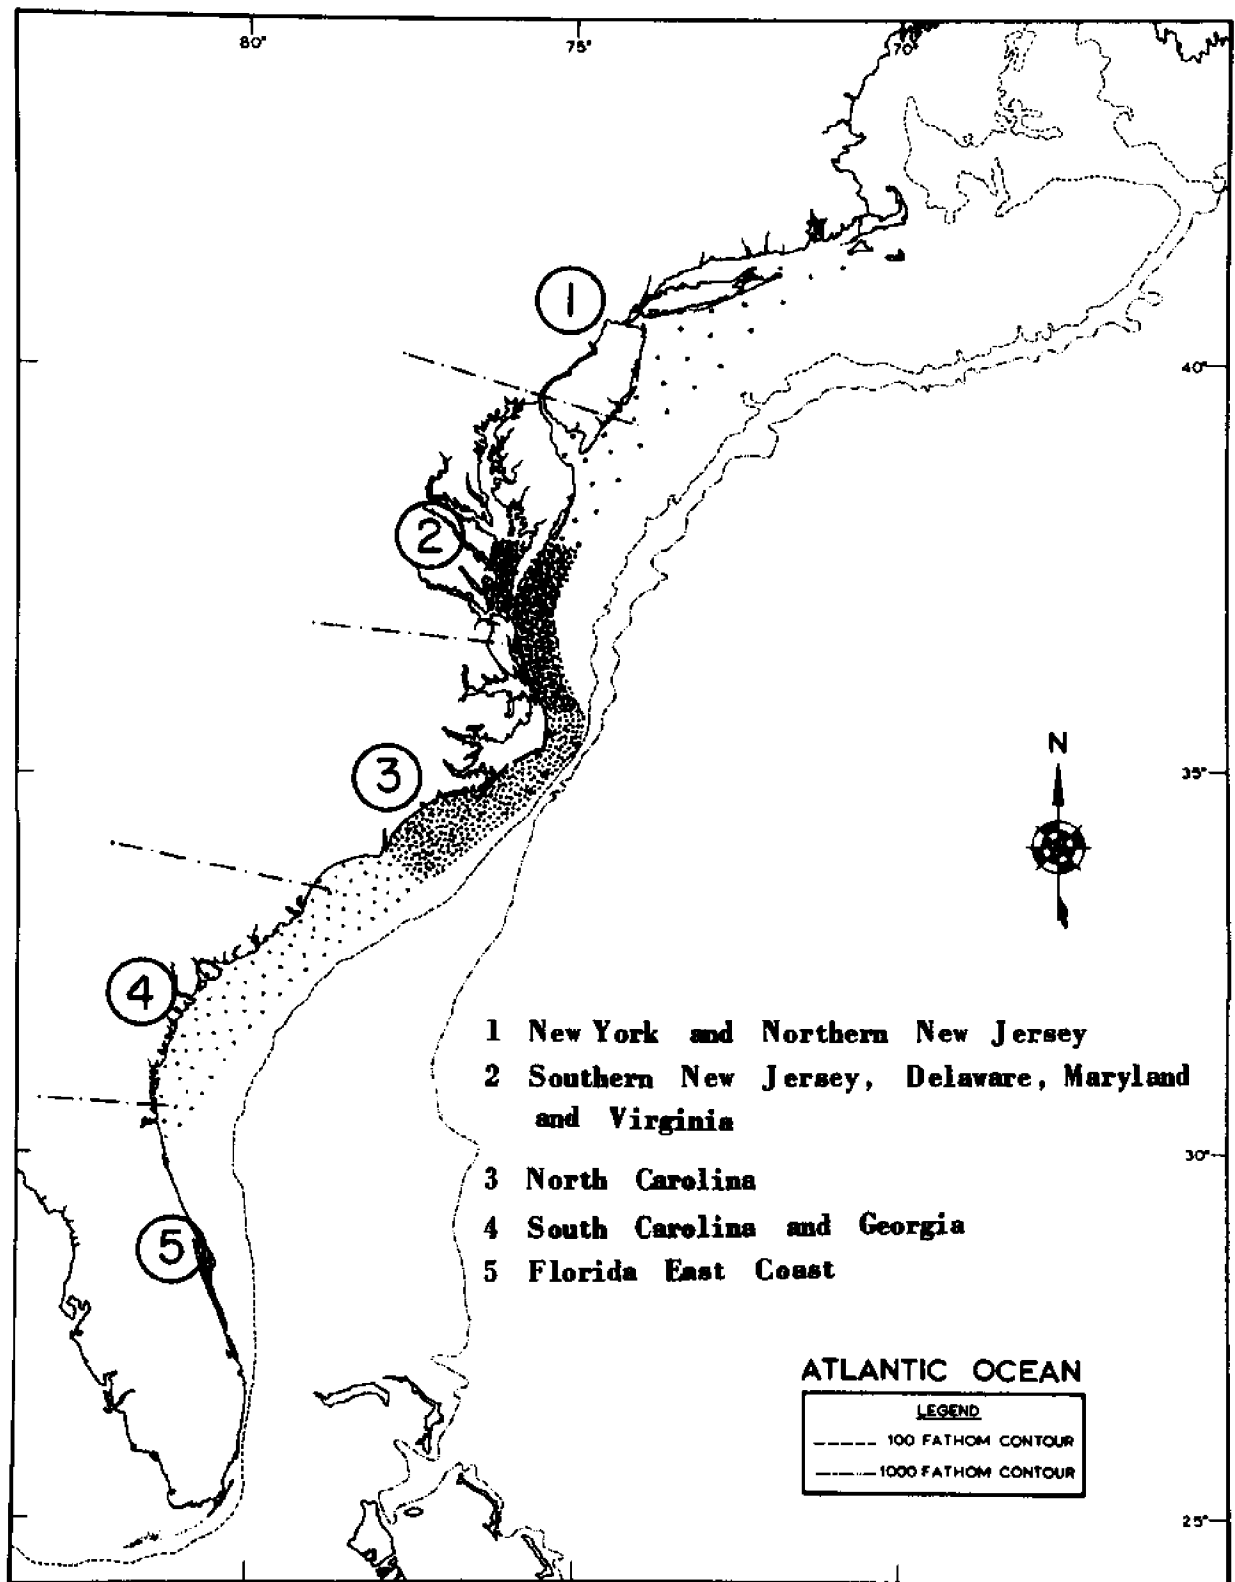 80°
75°
70°
1
40°
2
3
N
35°
4
1 New York and Northern New Jersey
2 Southern New Jersey, Delaware, Maryland
and Virginia
30°
3 North Carolina
4 South Carolina and Georgia
5
5 Florida East Coast
ATLANTIC OCEAN
LEGEND
100 FATHOM CONTOUR
1000 FATHOM CONTOUR
25°